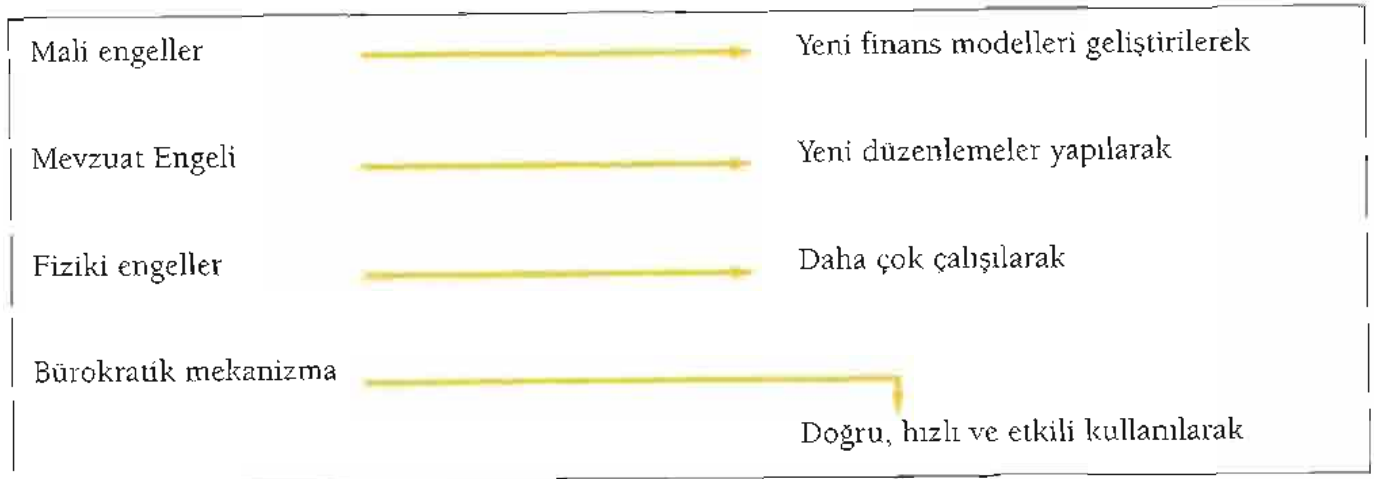 Mali engeller
Yeni finans modelleri geliştirilerek
Mevzuat Engeli
Yeni düzenlemeler yapılarak
Fiziki engeller
Daha çok çalışılarak
Bürokratik mekanizma
Doğru, hızlı ve etkili kullanılarak